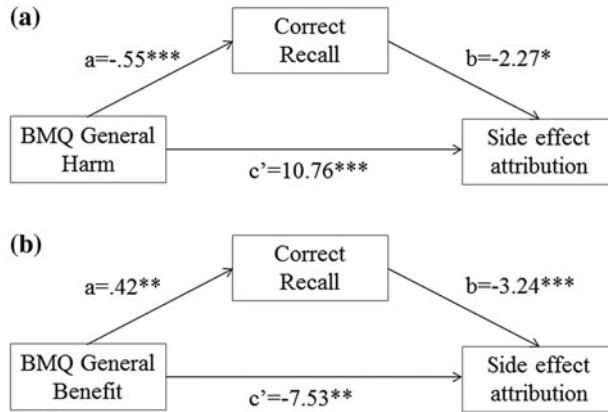 (a)
Correct
Recall
a=-.55***
b=-2.27*
BMQ General
Harm
Side effect
attribution
c’=10.76***
(b)
Correct
Recall
a=.42**
b=-3.24***
BMQ General
Benefit
Side effect
attribution
c’=-7.53**